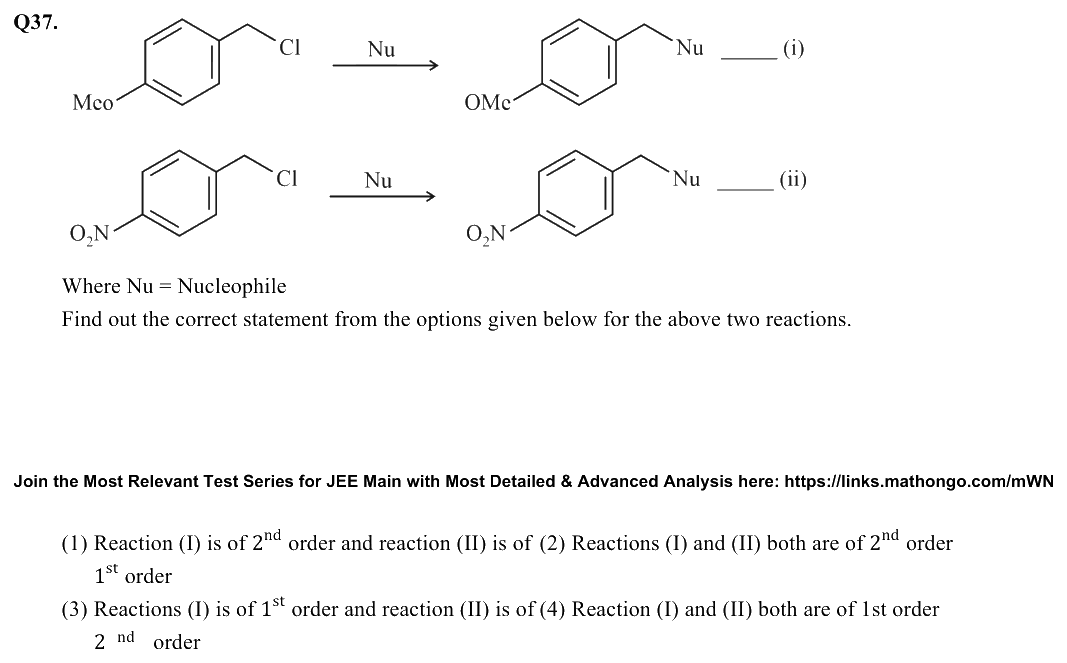 Q37.
Cl Nu Nu _____ (i)
Meo OMe
Cl Nu Nu _____ (ii)
O₂N O₂N
Where Nu = Nucleophile
Find out the correct statement from the options given below for the above two reactions.
Join the Most Relevant Test Series for JEE Main with Most Detailed & Advanced Analysis here: https://links.mathongo.com/mWN
(1) Reaction (I) is of 2nd order and reaction (II) is of (2) Reactions (I) and (II) both are of 2nd order
1st order
(3) Reactions (I) is of 1st order and reaction (II) is of (4) Reaction (I) and (II) both are of 1st order
2 nd order